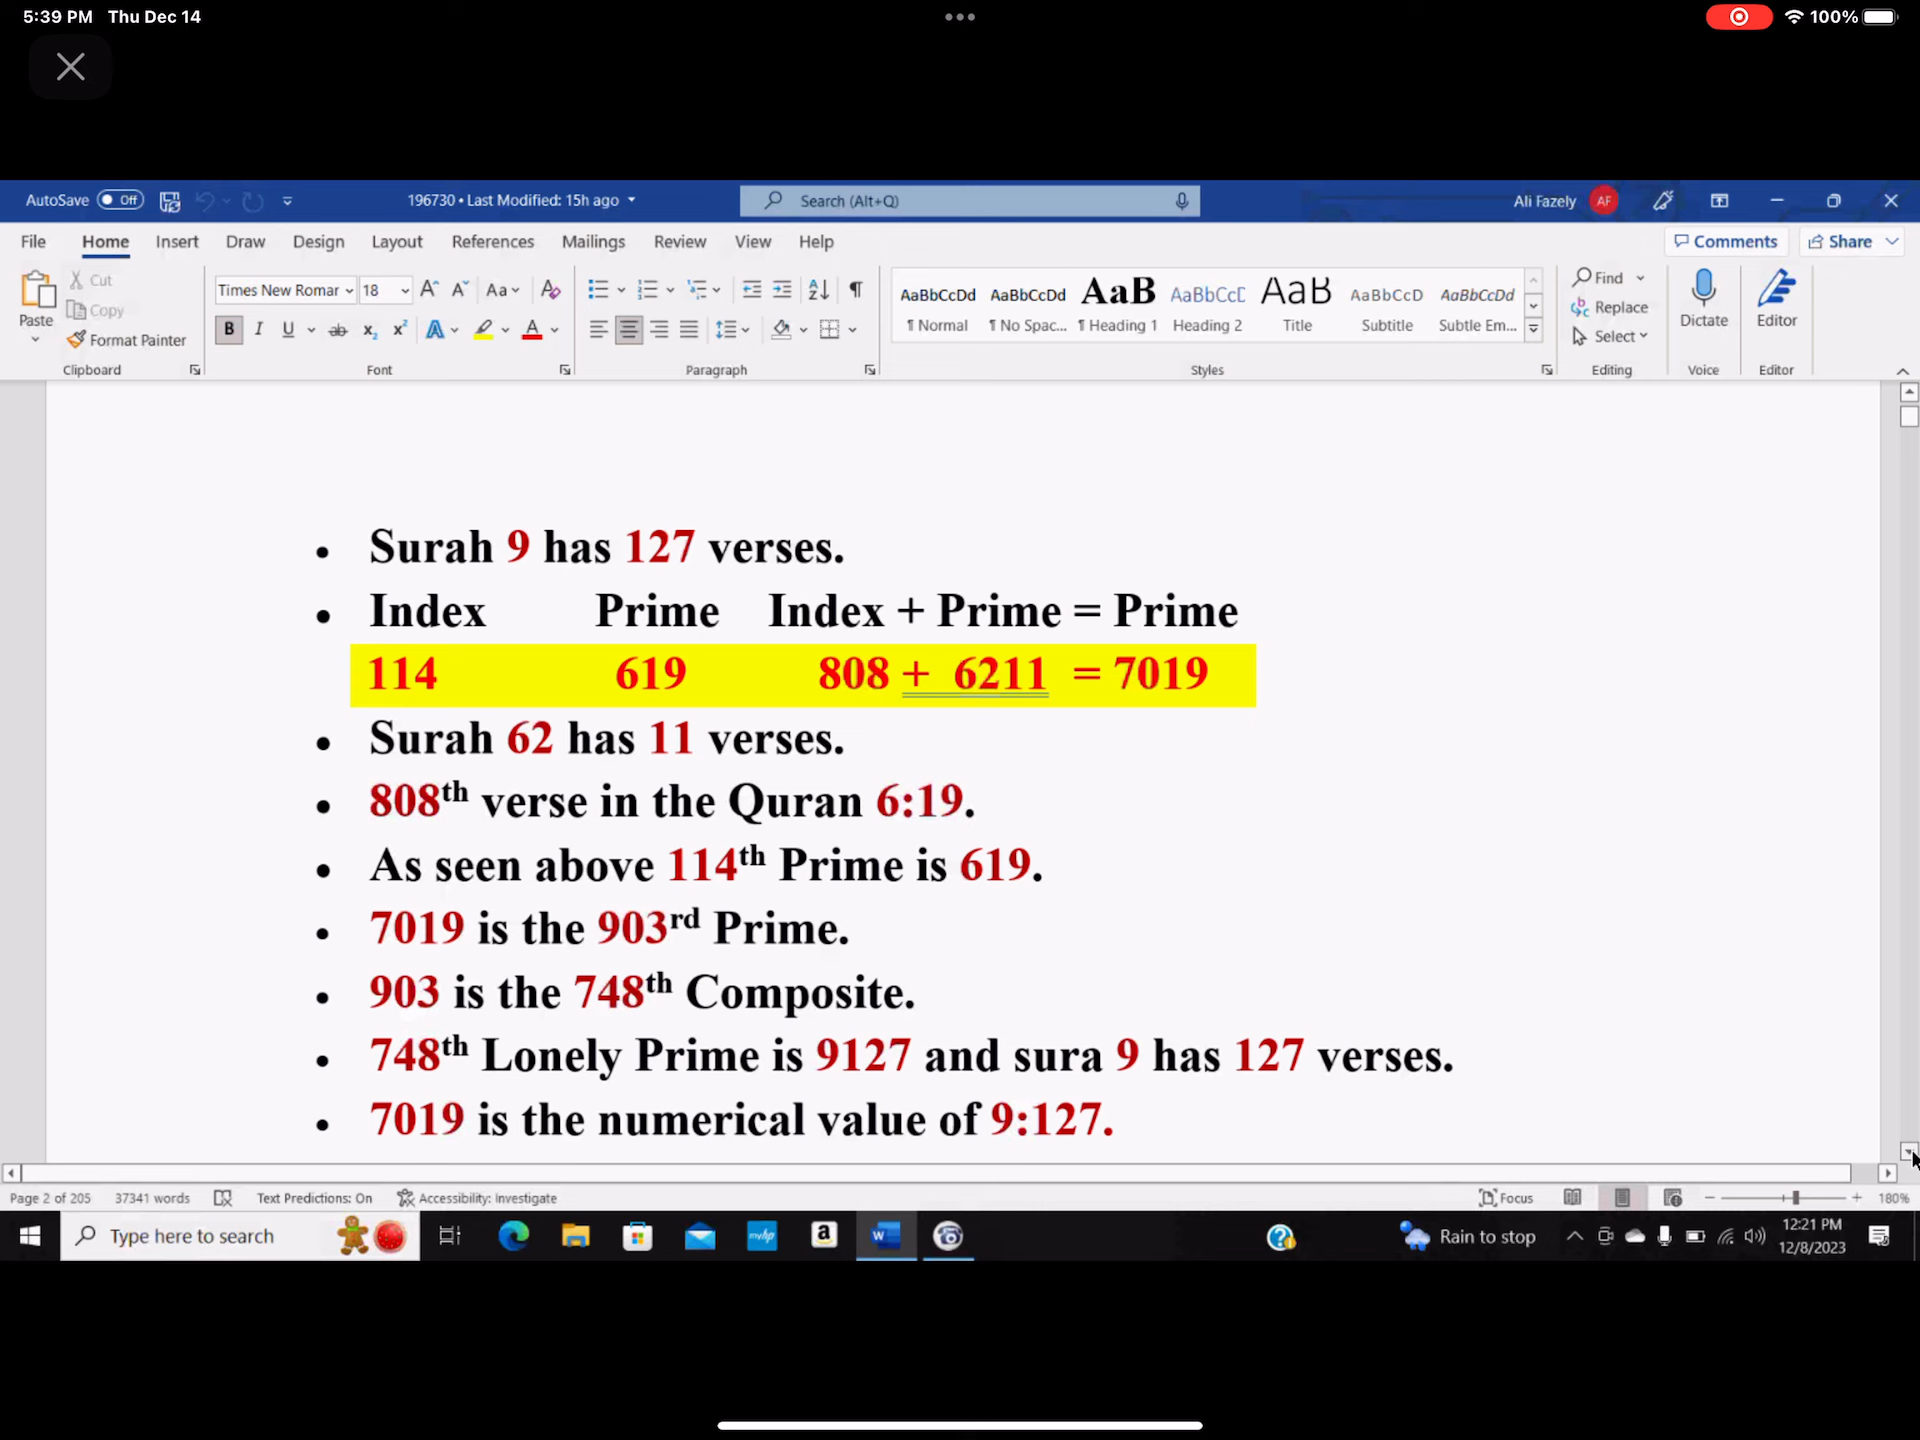 5:39 PM Thu Dec 14
100%
AutoSave Off
196730 • Last Modified: 15h ago
Search (Alt+Q)
Ali Fazely AF
File Home Insert Draw Design Layout References Mailings Review View Help
Comments Share
Paste
Cut
Copy
Format Painter
Clipboard
Times New Romar 18
Aa
B I U ab x₂ x² A A
Font
Paragraph
AaBbCcDd AaBbCcDd AaB AaBbCcC AaB AaBbCcD AaBbCcDd
¶ Normal ¶ No Spac... ¶ Heading 1 Heading 2 Title Subtitle Subtle Em...
Styles
Find
Replace
Select
Editing
Dictate
Voice
Editor
Editor
• Surah 9 has 127 verses.
• Index Prime Index + Prime = Prime
114 619 808 + 6211 = 7019
• Surah 62 has 11 verses.
• 808th verse in the Quran 6:19.
• As seen above 114th Prime is 619.
• 7019 is the 903rd Prime.
• 903 is the 748th Composite.
• 748th Lonely Prime is 9127 and sura 9 has 127 verses.
• 7019 is the numerical value of 9:127.
Page 2 of 205 37341 words Text Predictions: On Accessibility: Investigate
Focus
180%
Type here to search
mvhp
a
W
Rain to stop
12:21 PM
12/8/2023